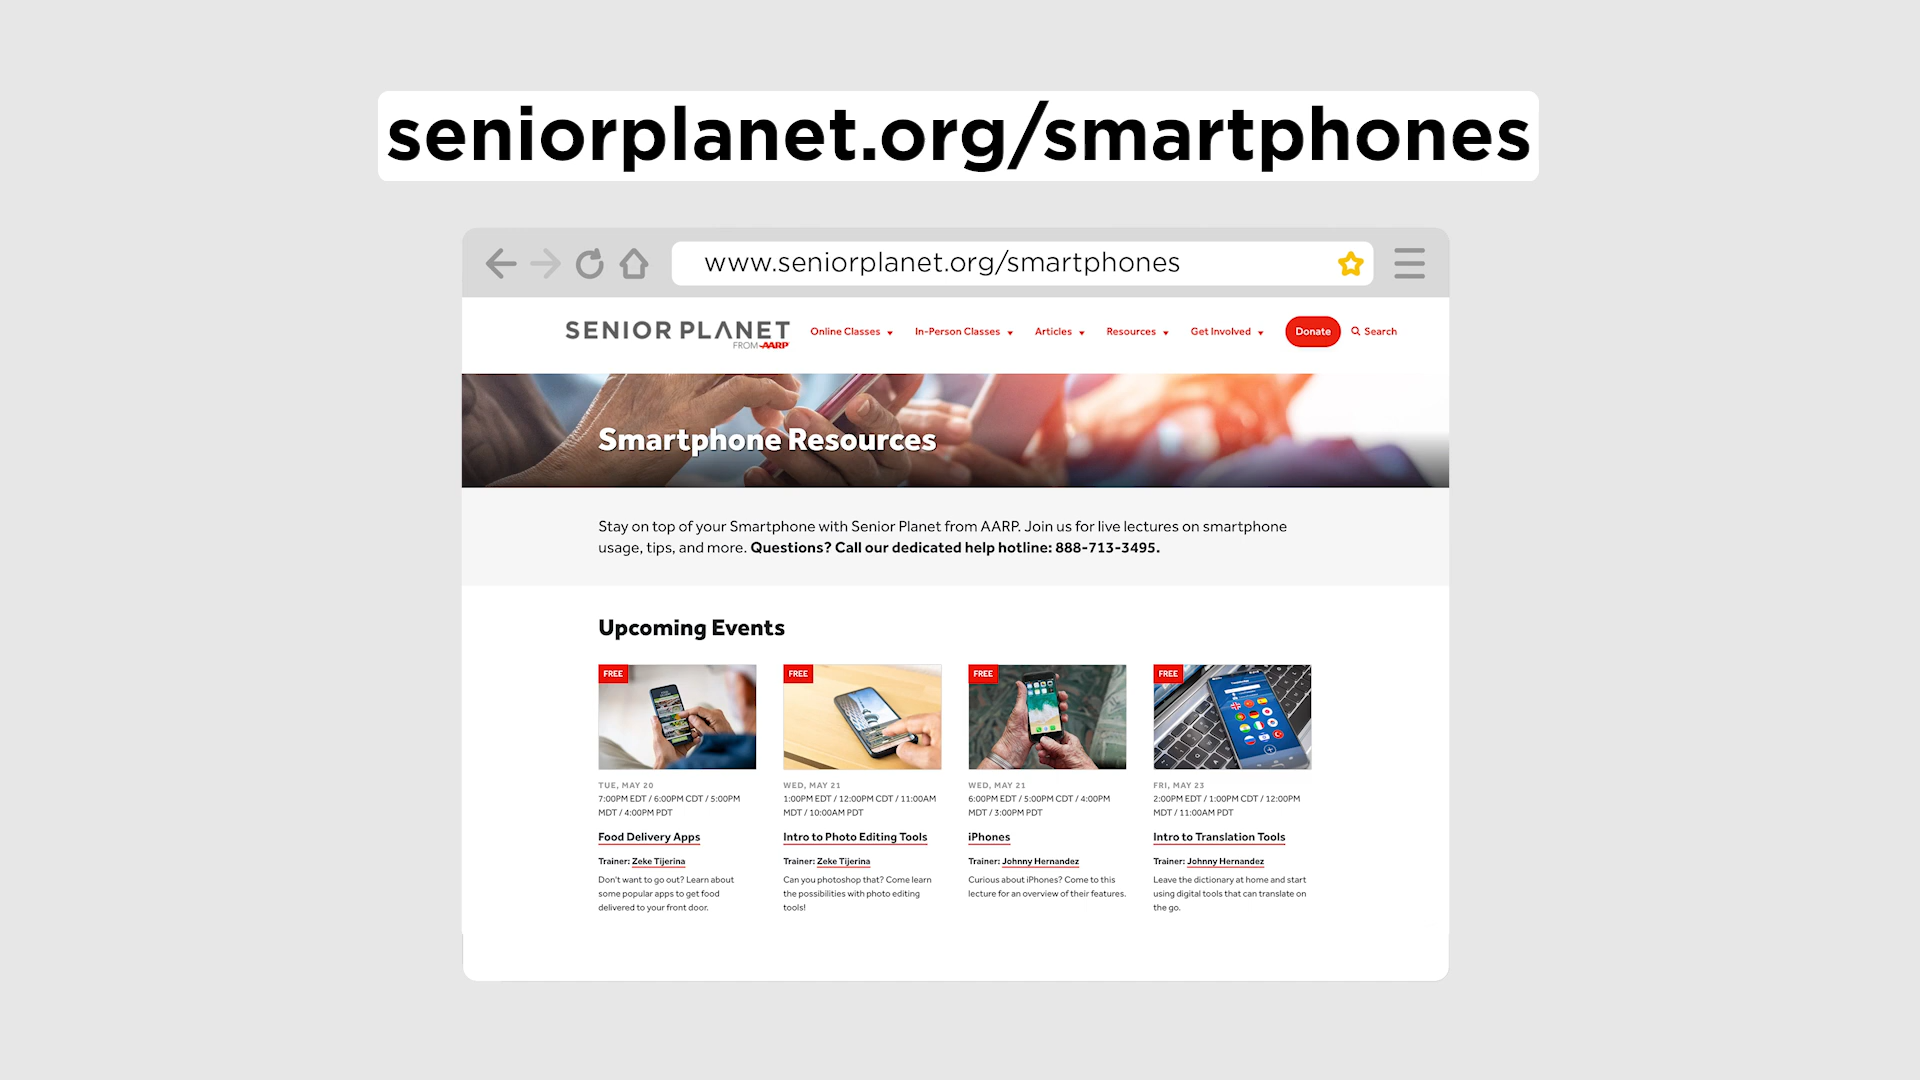 seniorplanet.org/smartphones
www.seniorplanet.org/smartphones
SENIOR PLANET
FROM AARP
Online Classes
In-Person Classes
Articles
Resources
Get Involved
Donate
Search
Smartphone Resources
Stay on top of your Smartphone with Senior Planet from AARP. Join us for live lectures on smartphone
usage, tips, and more. Questions? Call our dedicated help hotline: 888-713-3495.
Upcoming Events
FREE
TUE, MAY 20
7:00PM EDT / 6:00PM CDT / 5:00PM
MDT / 4:00PM PDT
Food Delivery Apps
Trainer: Zeke Tijerina
Don't want to go out? Learn about
some popular apps to get food
delivered to your front door.
FREE
WED, MAY 21
1:00PM EDT / 12:00PM CDT / 11:00AM
MDT / 10:00AM PDT
Intro to Photo Editing Tools
Trainer: Zeke Tijerina
Can you photoshop that? Come learn
the possibilities with photo editing
tools!
FREE
WED, MAY 21
6:00PM EDT / 5:00PM CDT / 4:00PM
MDT / 3:00PM PDT
iPhones
Trainer: Johnny Hernandez
Curious about iPhones? Come to this
lecture for an overview of their features.
FREE
FRI, MAY 23
2:00PM EDT / 1:00PM CDT / 12:00PM
MDT / 11:00AM PDT
Intro to Translation Tools
Trainer: Johnny Hernandez
Leave the dictionary at home and start
using digital tools that can translate on
the go.